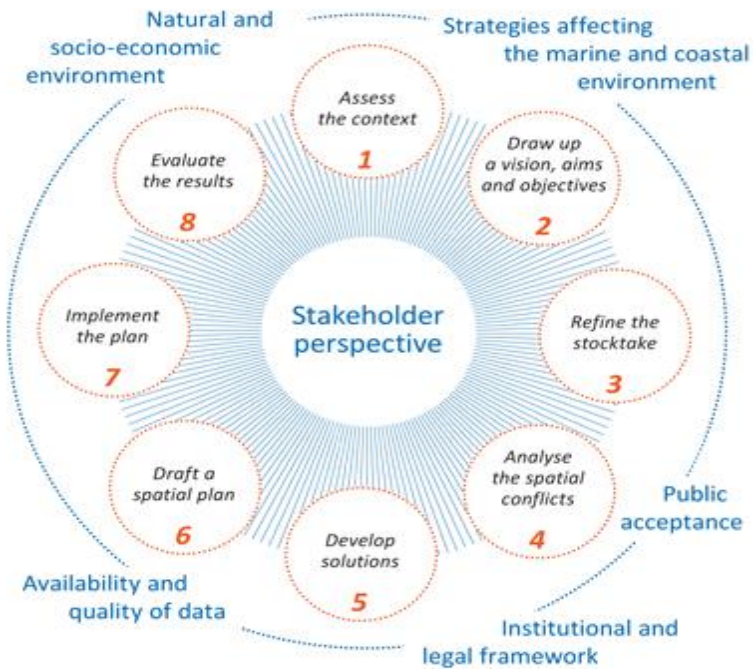 Natural and
socio-economic
environment
Strategies affecting
the marine and coastal
environment
Assess
the context
1
Draw up
a vision, aims
and objectives
2
Refine the
stocktake
3
Analyse
the spatial
conflicts
4
Develop
solutions
5
Draft a
spatial plan
6
Implement
the plan
7
Evaluate
the results
8
Stakeholder
perspective
Public
acceptance
Institutional and
legal framework
Availability and
quality of data